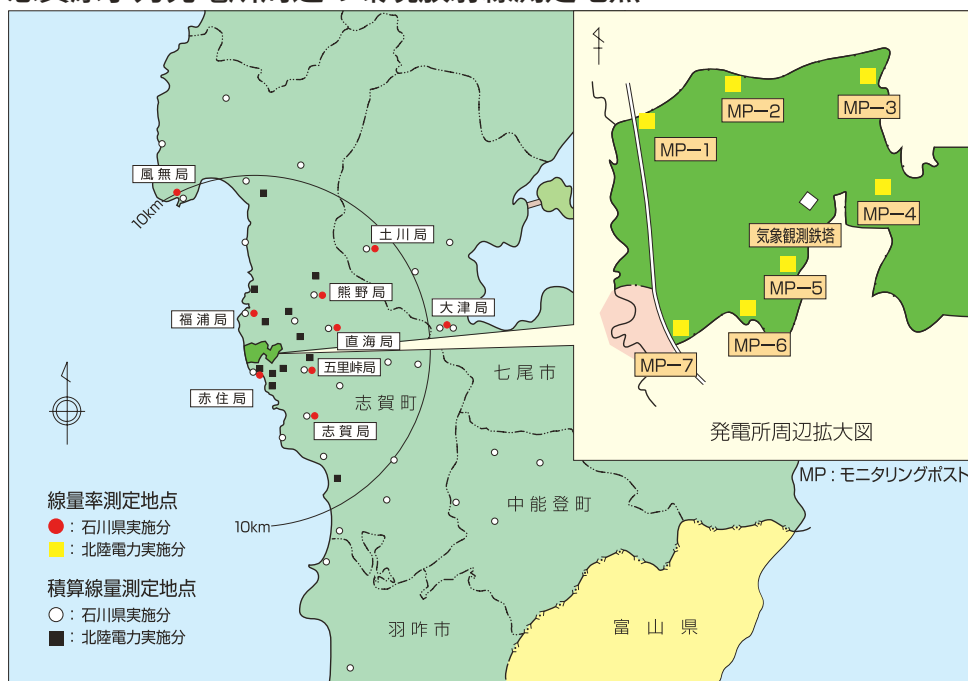 MP-1
MP-2
MP-3
MP-4
気象観測鉄塔
MP-5
MP-6
MP-7
発電所周辺拡大図
MP：モニタリングポスト
風無局
10km
土川局
熊野局
大津局
福浦局
直海局
五里峠局
七尾市
赤住局
志賀町
志賀局
中能登町
10km
羽咋市
富山県
線量率測定地点
：石川県実施分
：北陸電力実施分
積算線量測定地点
：石川県実施分
：北陸電力実施分